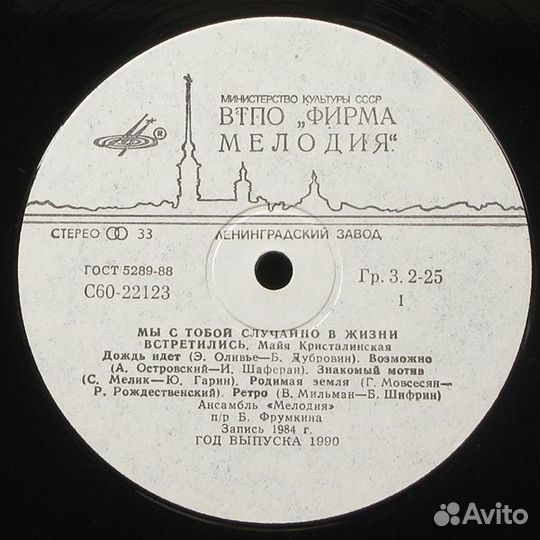 МИНИСТЕРСТВО КУЛЬТУРЫ СССР
ВТПО „ФИРМА
МЕЛОДИЯ“
®
СТЕРЕО 33 ЛЕНИНГРАДСКИЙ ЗАВОД
ГОСТ 5289-88
С60-22123
Гр. 3. 2-25
1
МЫ С ТОБОЙ СЛУЧАЙНО В ЖИЗНИ
ВСТРЕТИЛИСЬ. Майя Кристалинская
Дождь идет (Э. Оливье—Б. Дубровин). Возможно
(А. Островский—И. Шаферан). Знакомый мотив
(С. Мелик—Ю. Гарин). Родимая земля (Г. Мовсесян—
Р. Рождественский). Ретро (В. Мильман—Б. Шифрин)
Ансамбль «Мелодия»
п/р Б. Фрумкина
Запись 1984 г.
ГОД ВЫПУСКА 1990
Avito